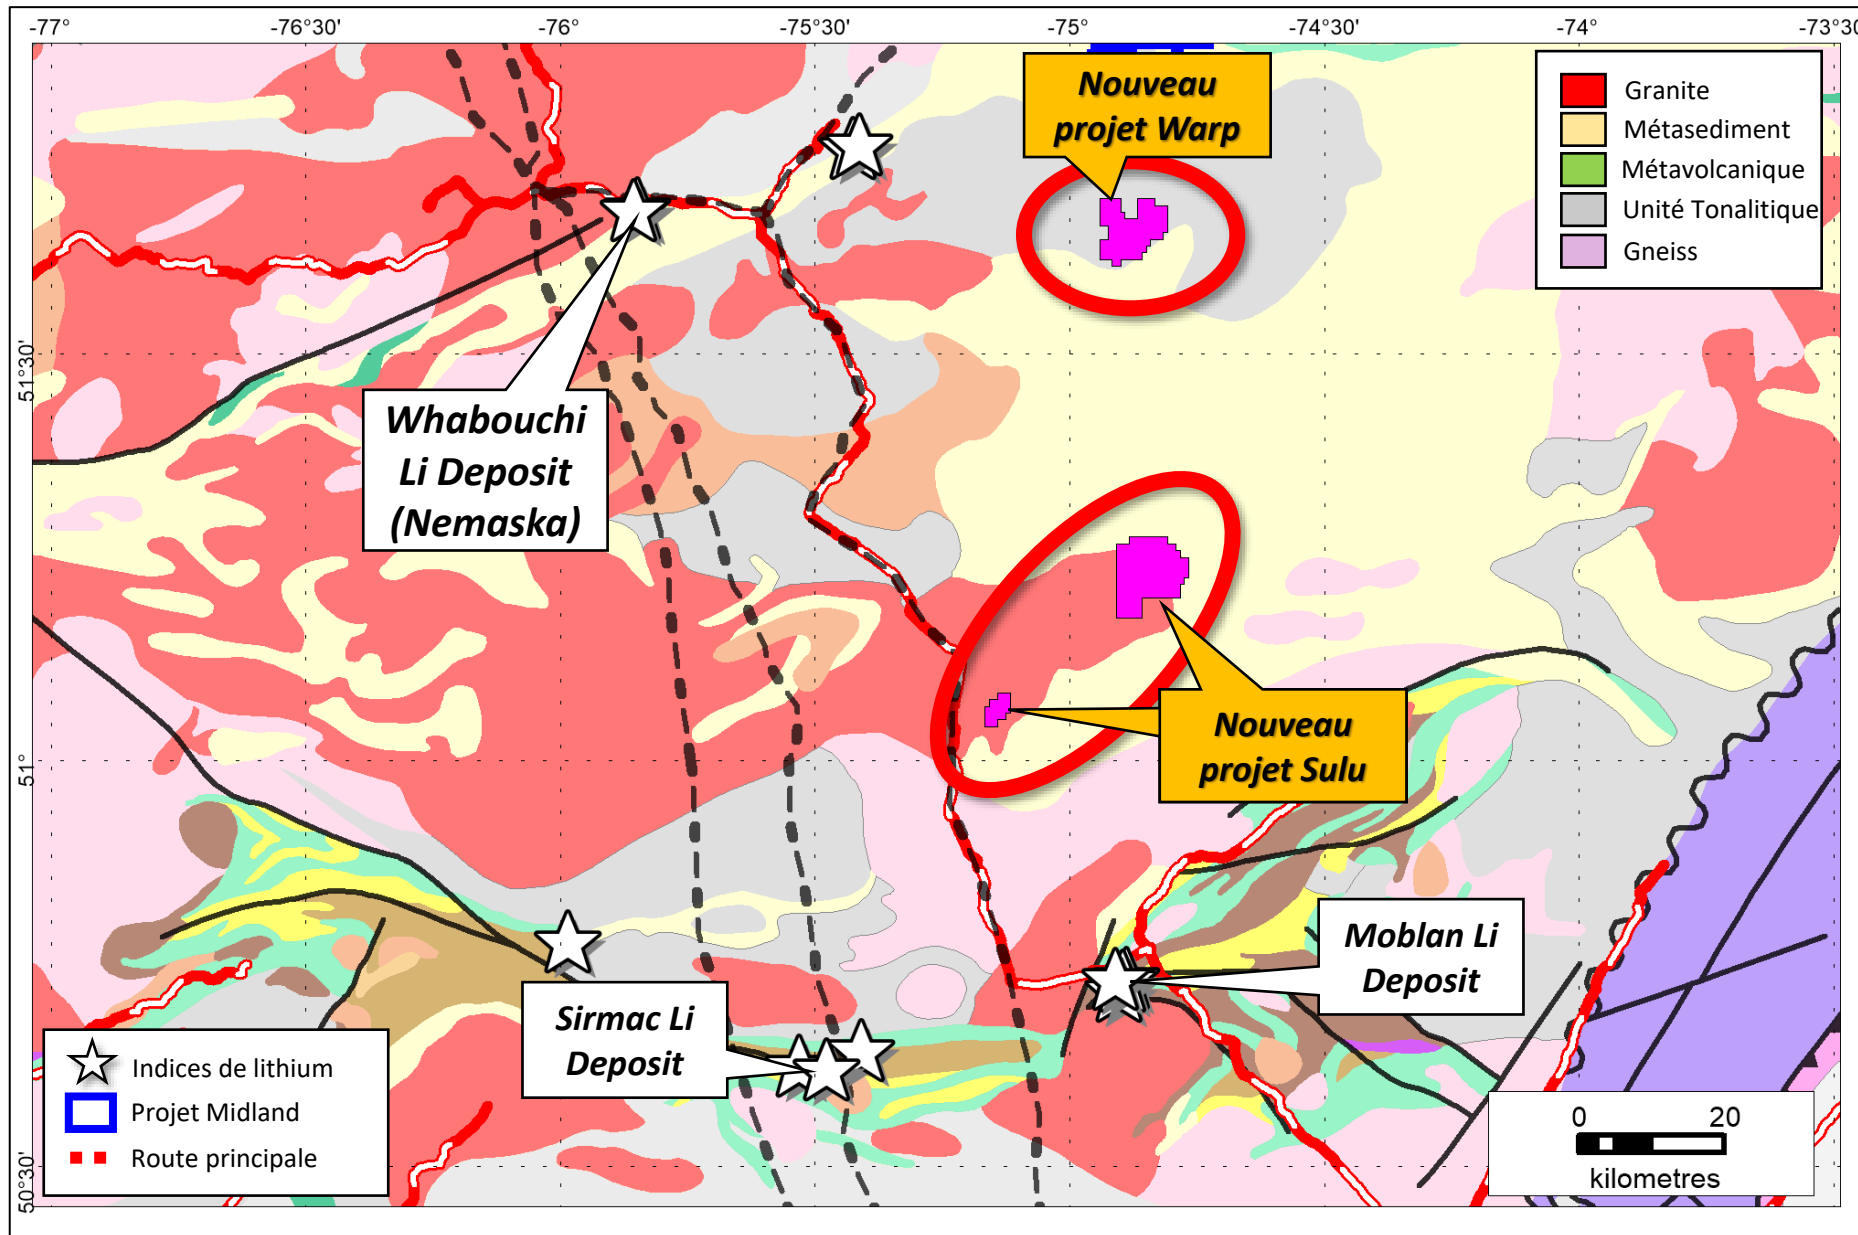 -77°
-76°30'
-76°
-75°30'
-75°
-74°30'
-74°
-73°30'
Nouveau
projet Warp
Granite
Métasediment
Métavolcanique
Unité Tonalitique
Gneiss
51°30'
Whabouchi
Li Deposit
(Nemaska)
Nouveau
projet Sulu
51°
Moblan Li
Deposit
Sirmac Li
Deposit
Indices de lithium
Projet Midland
Route principale
50°30'
0 20
kilometres